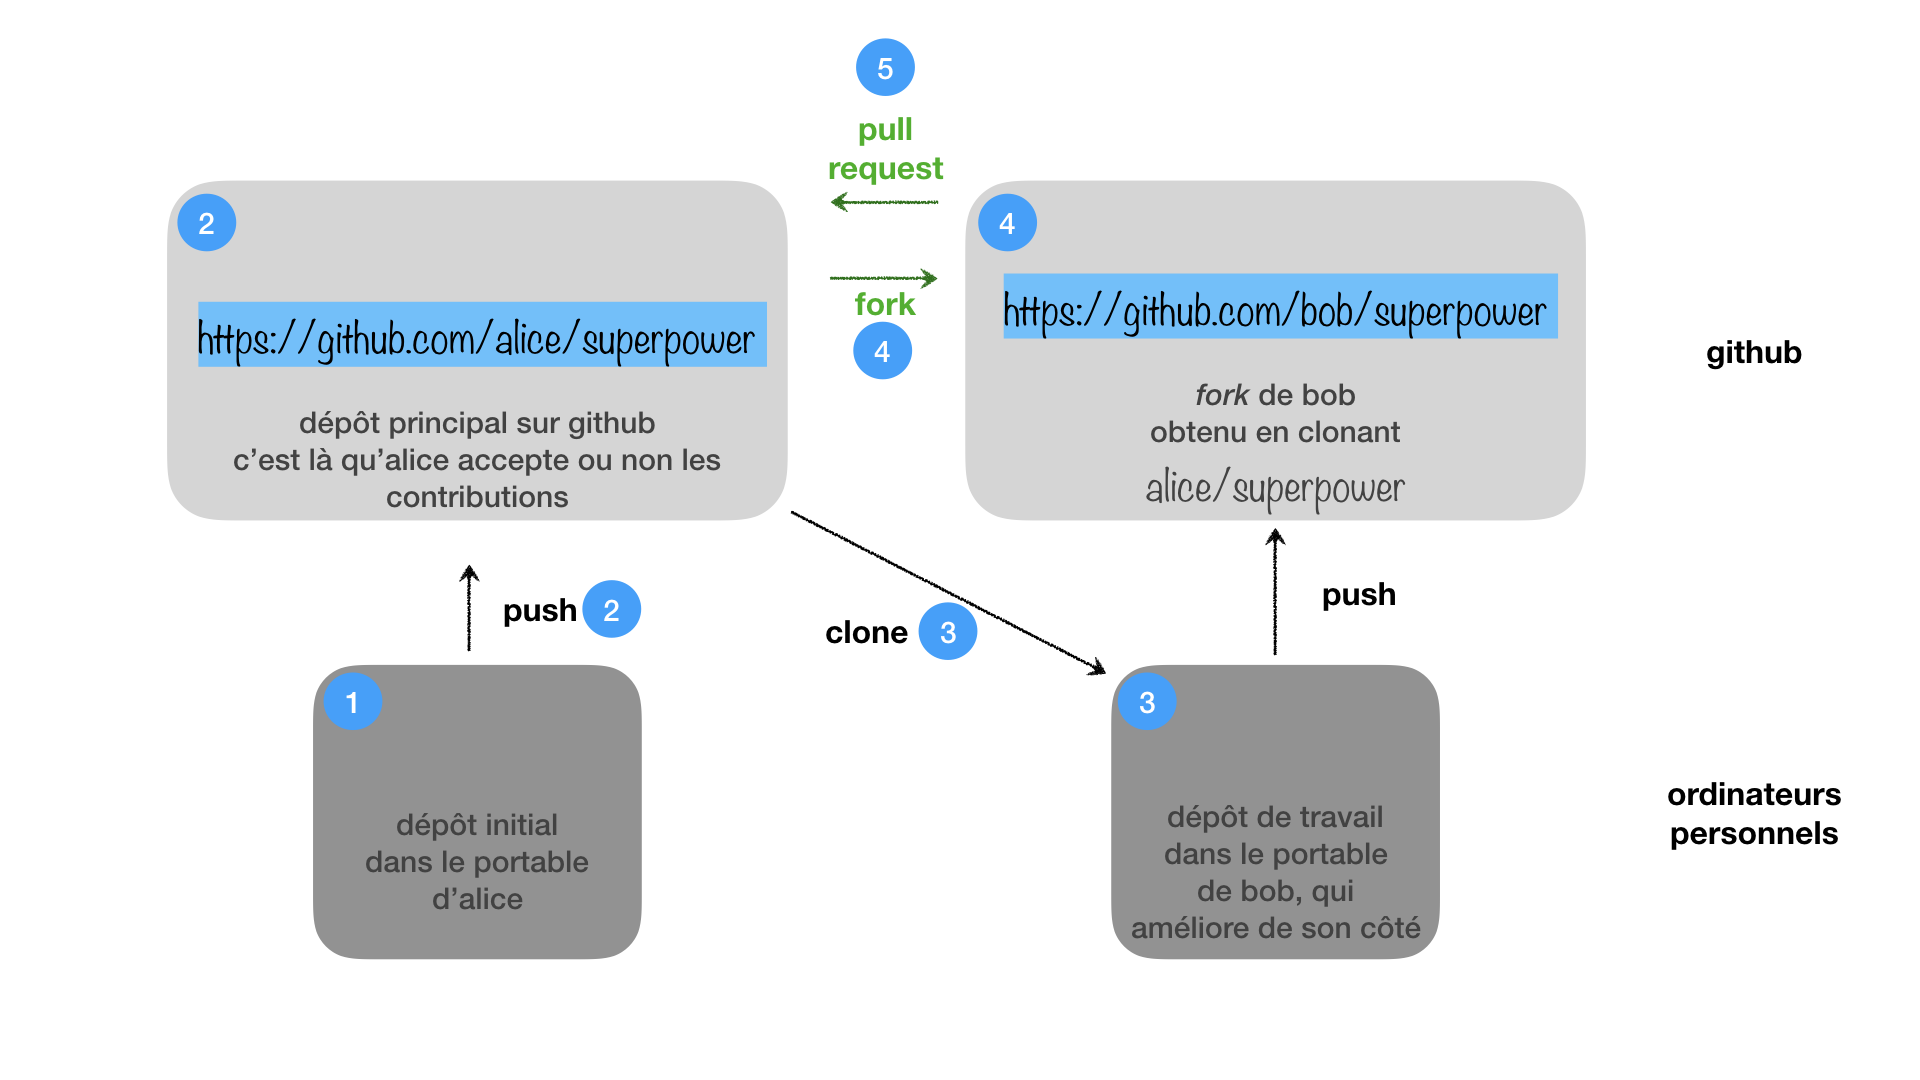 5
pull
request
2
4
https://github.com/alice/superpower
https://github.com/bob/superpower
fork
4
github
dépôt principal sur github
c’est là qu’alice accepte ou non les
contributions
fork de bob
obtenu en clonant
alice/superpower
push 2
clone 3
push
1
dépôt initial
dans le portable
d’alice
3
dépôt de travail
dans le portable
de bob, qui
améliore de son côté
ordinateurs
personnels